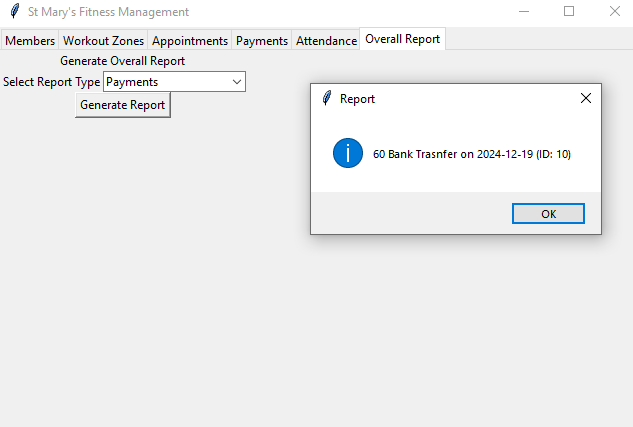 St Mary's Fitness Management
Members Workout Zones Appointments Payments Attendance Overall Report
Generate Overall Report
Select Report Type Payments
Generate Report
Report
60 Bank Trasnfer on 2024-12-19 (ID: 10)
OK